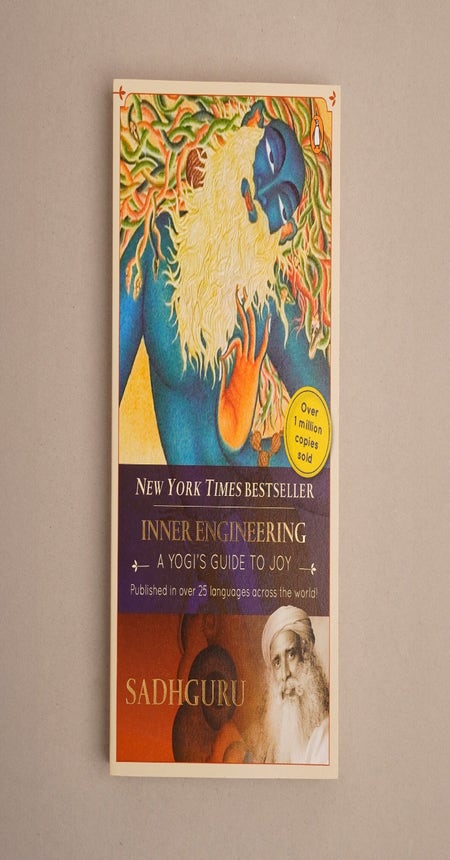 Over
1 million
copies
sold
NEW YORK TIMES BESTSELLER
INNER ENGINEERING
A YOGI'S GUIDE TO JOY
Published in over 25 languages across the world!
SADHGURU